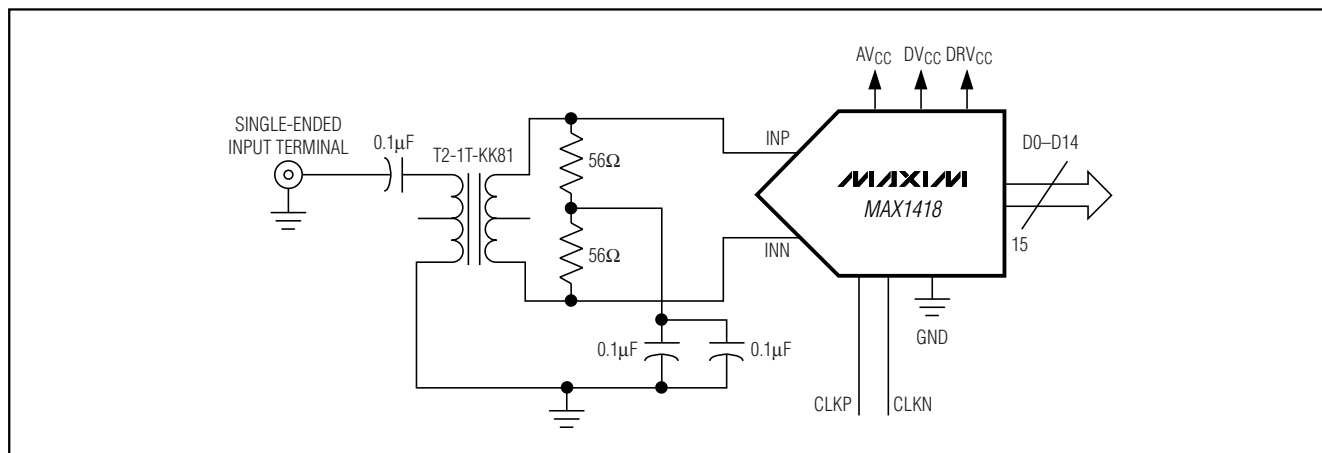 AVCC DVCC DRVCC
SINGLE-ENDED
INPUT TERMINAL
0.1µF
T2-1T-KK81
56Ω
56Ω
INP
INN
MAXIM
MAX1418
D0–D14
15
0.1µF
0.1µF
GND
CLKP
CLKN